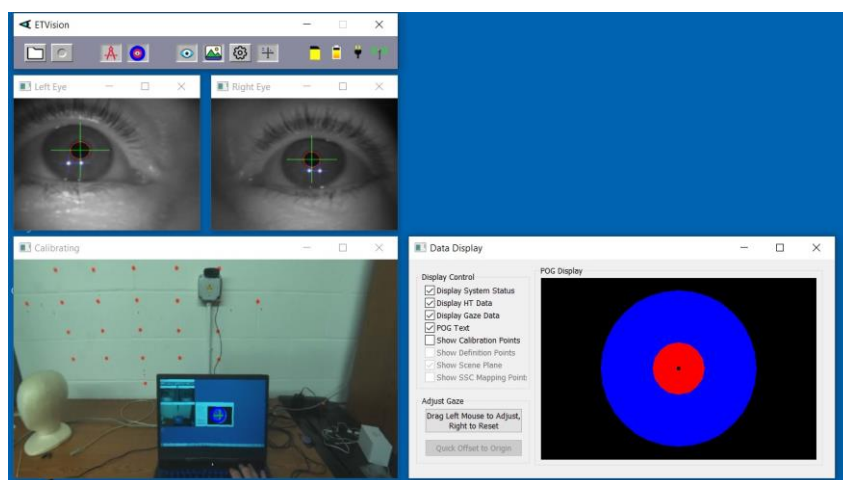 ETVision
Left Eye
Right Eye
Calibrating
Data Display
Display Control
Display System Status
Display HT Data
Display Gaze Data
POG Text
Show Calibration Points
Show Definition Points
Show Scene Plane
Show SSC Mapping Point:
Adjust Gaze
Drag Left Mouse to Adjust,
Right to Reset
Quick Offset to Origin
POG Display